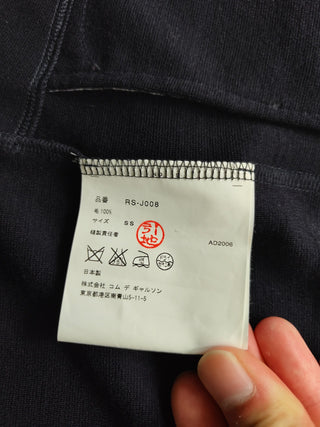 品番 RS-J008
毛 100%
サイズ SS
縫製責任者 引地
AD2006
日本製
株式会社 コム デ ギャルソン
東京都港区南青山5-11-5